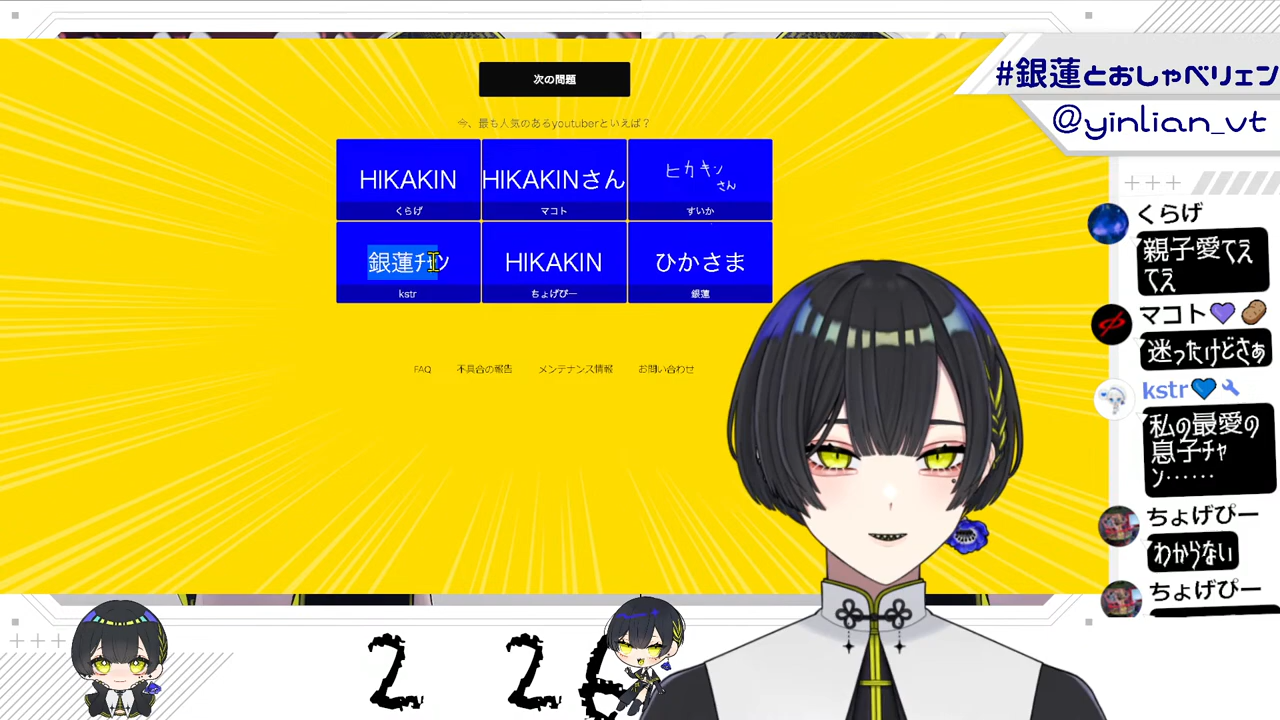 次の問題
今、最も人気のあるyoutuberといえば？
HIKAKIN
くらげ
HIKAKINさん
マコト
ヒカキン
さん
すいか
銀蓮チャン
kstr
HIKAKIN
ちょげぴー
ひかさま
銀蓮
FAQ 不具合の報告 メンテナンス情報 お問い合わせ
#銀蓮とおしゃべリェン
@yinlian_vt
くらげ
親子愛てえ
てえ
マコト
迷ったけどさぁ
kstr
私の最愛の
息子チャ
ン……
ちょげぴー
わからない
ちょげぴー
2 26